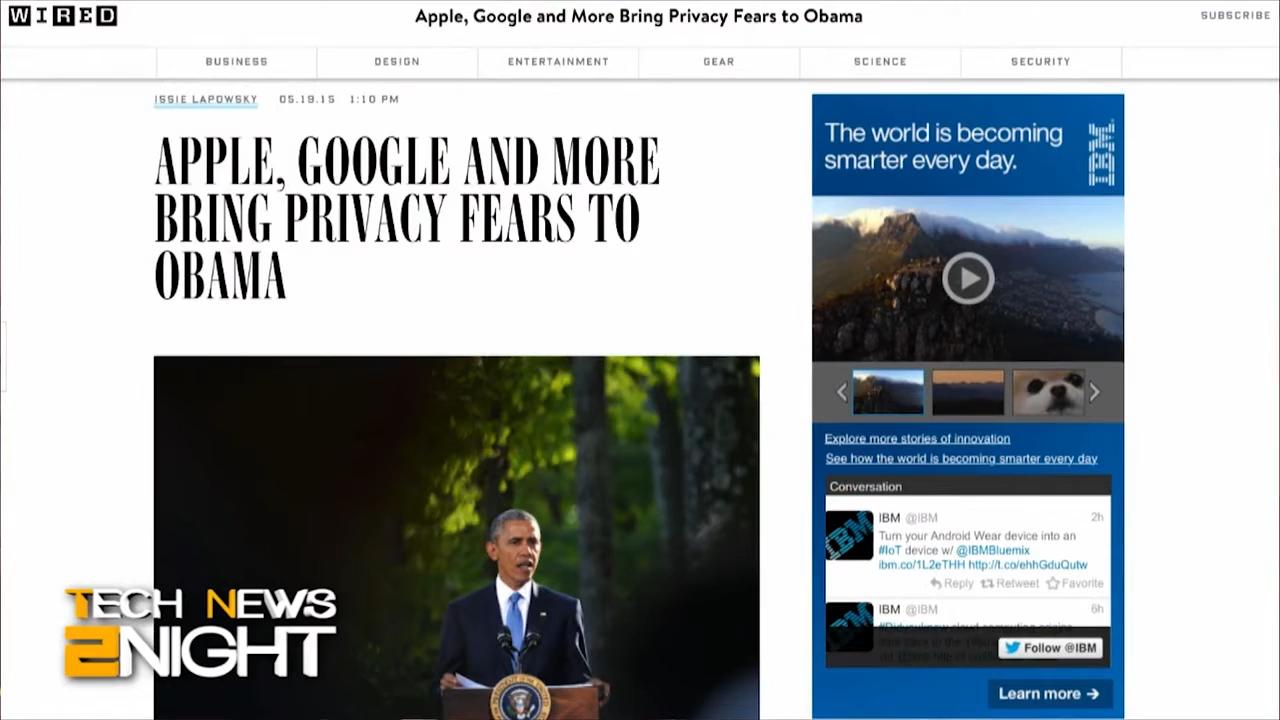 WIRED
Apple, Google and More Bring Privacy Fears to Obama
SUBSCRIBE
BUSINESS
DESIGN
ENTERTAINMENT
GEAR
SCIENCE
SECURITY
ISSIE LAPOWSKY 05.19.15 1:10 PM
APPLE, GOOGLE AND MORE
BRING PRIVACY FEARS TO
OBAMA
The world is becoming
smarter every day.
IBM
Explore more stories of innovation
See how the world is becoming smarter every day
Conversation
IBM @IBM 2h
Turn your Android Wear device into an
#IoT device w/ @IBMBluemix
ibm.co/1L2eTHH http://t.co/ehhGduQutw
Reply Retweet Favorite
IBM @IBM 6h
Follow @IBM
Learn more
TECH NEWS
2NIGHT